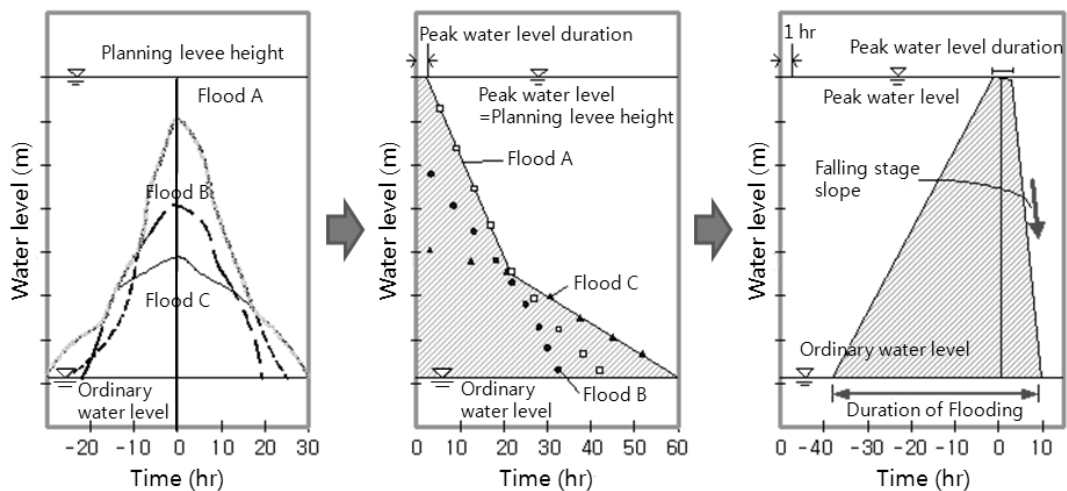 Planning levee height
Flood A
Flood B
Flood C
Ordinary
water level
Water level (m)
-20 -10 0 10 20 30
Time (hr)
Peak water level duration
Peak water level
=Planning levee height
Flood A
Flood C
Flood B
Ordinary
water level
Water level (m)
0 10 20 30 40 50 60
Time (hr)
1 hr
Peak water level duration
Peak water level
Falling stage
slope
Ordinary water level
Duration of Flooding
Water level (m)
0 -40 -30 -20 -10 0 10
Time (hr)